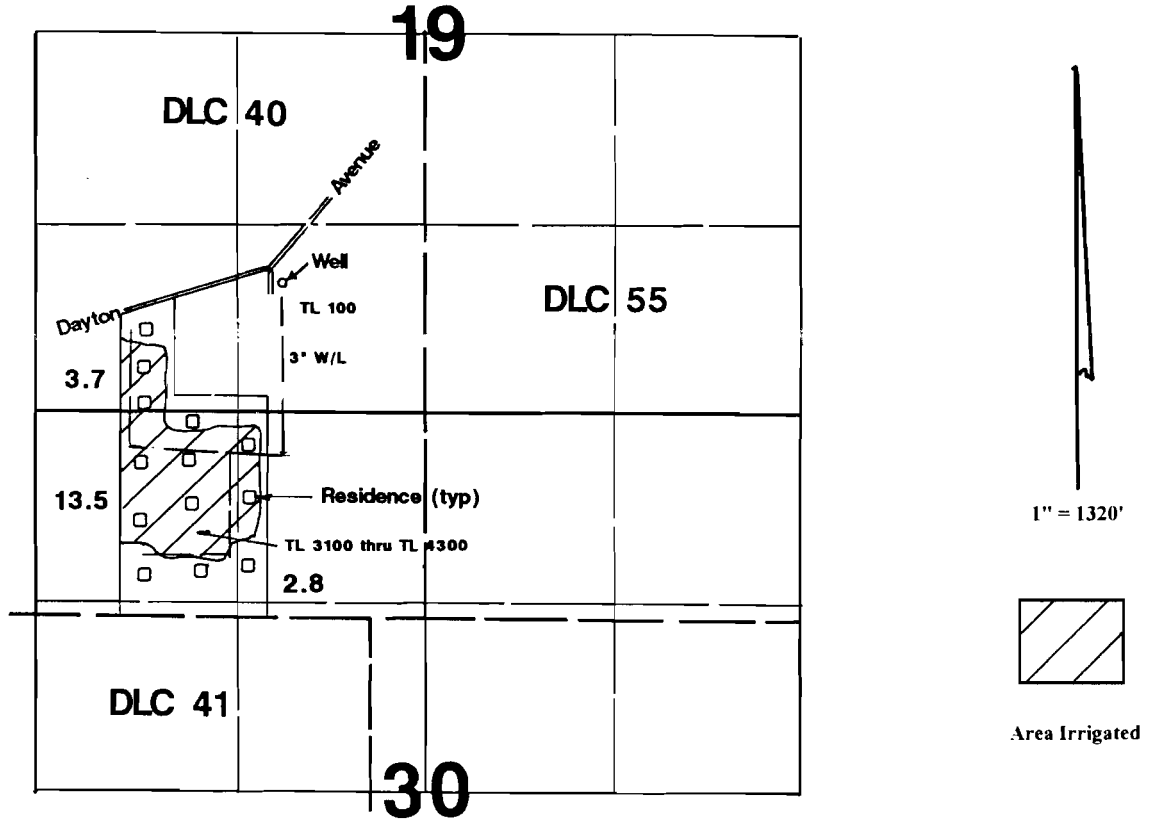 19
DLC 40
Avenue
Well
TL 100
DLC 55
Dayton
3" W/L
3.7
13.5
Residence (typ)
1" = 1320'
TL 3100 thru TL 4300
2.8
DLC 41
Area Irrigated
30